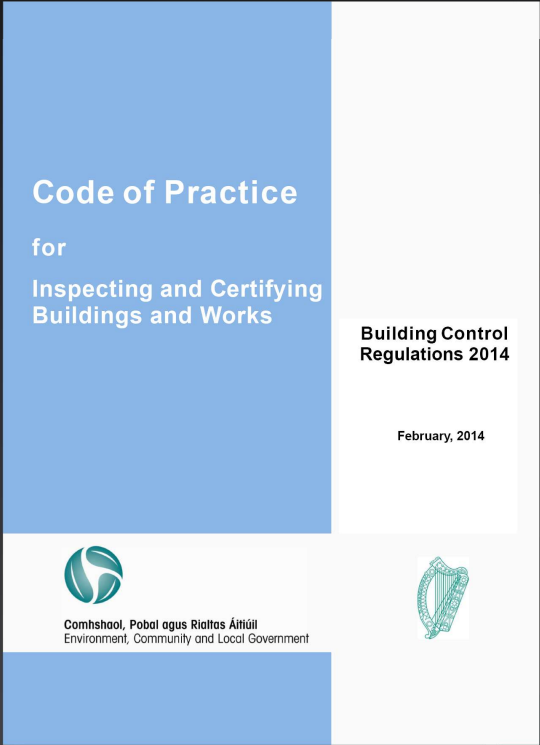 Code of Practice
for
Inspecting and Certifying
Buildings and Works
Building Control
Regulations 2014
February, 2014
Comhshaol, Pobal agus Rialtas Áitiúil
Environment, Community and Local Government